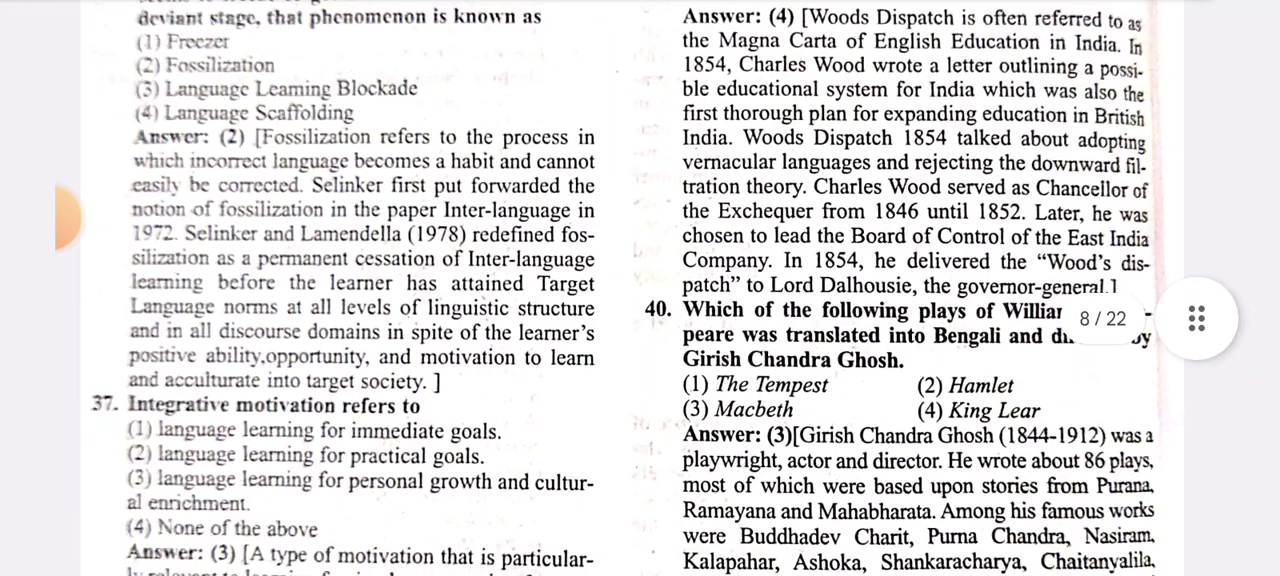 deviant stage, that phenomenon is known as
(1) Freezer
(2) Fossilization
(3) Language Learning Blockade
(4) Language Scaffolding
Answer: (2) [Fossilization refers to the process in
which incorrect language becomes a habit and cannot
easily be corrected. Selinker first put forwarded the
notion of fossilization in the paper Inter-language in
1972. Selinker and Lamendella (1978) redefined fos-
silization as a permanent cessation of Inter-language
learning before the learner has attained Target
Language norms at all levels of linguistic structure
and in all discourse domains in spite of the learner's
positive ability,opportunity, and motivation to learn
and acculturate into target society. ]
37. Integrative motivation refers to
(1) language learning for immediate goals.
(2) language learning for practical goals.
(3) language learning for personal growth and cultur-
al enrichment.
(4) None of the above
Answer: (3) [A type of motivation that is particular-
Answer: (4) [Woods Dispatch is often referred to as
the Magna Carta of English Education in India. In
1854, Charles Wood wrote a letter outlining a possi-
ble educational system for India which was also the
first thorough plan for expanding education in British
India. Woods Dispatch 1854 talked about adopting
vernacular languages and rejecting the downward fil-
tration theory. Charles Wood served as Chancellor of
the Exchequer from 1846 until 1852. Later, he was
chosen to lead the Board of Control of the East India
Company. In 1854, he delivered the “Wood's dis-
patch” to Lord Dalhousie, the governor-general.]
40. Which of the following plays of
peare was translated into Bengali and
Girish Chandra Ghosh.
(1) The Tempest (2) Hamlet
(3) Macbeth (4) King Lear
Answer: (3)[Girish Chandra Ghosh (1844-1912) was a
playwright, actor and director. He wrote about 86 plays,
most of which were based upon stories from Purana,
Ramayana and Mahabharata. Among his famous works
were Buddhadev Charit, Purna Chandra, Nasiram,
Kalapahar, Ashoka, Shankaracharya, Chaitanyalila,
8 / 22